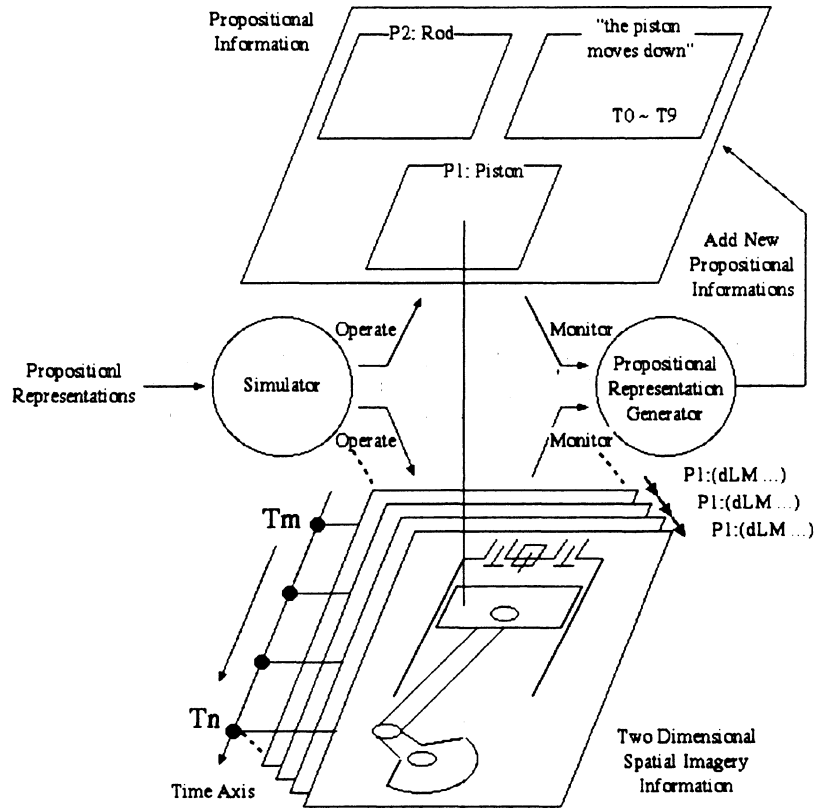 Propositional
Information
P2: Rod
"the piston
moves down"
T0 ~ T9
P1: Piston
Add New
Propositional
Informations
Operate
Monitor
Propositionl
Representations
Simulator
Propositional
Representation
Generator
Operate
Monitor
P1:(dLM ...)
P1:(dLM ...)
P1:(dLM ...)
Tm
Tn
Time Axis
Two Dimensional
Spatial Imagery
Information